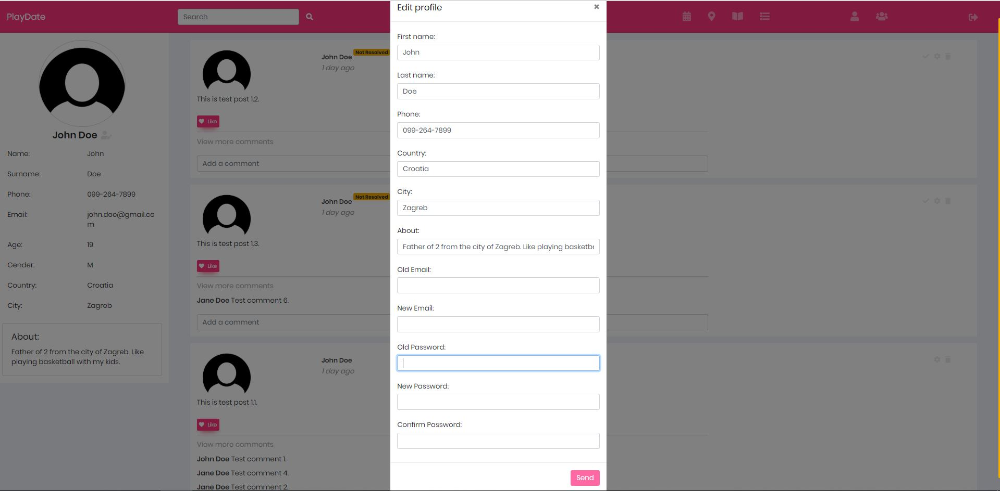 PlayDate
Search
John Doe
Name: John
Surname: Doe
Phone: 099-264-7899
Email: john.doe@gmail.co
m
Age: 19
Gender: M
Country: Croatia
City: Zagreb
About:
Father of 2 from the city of Zagreb. Like
playing basketball with my kids.
John Doe Not Resolved
1 day ago
This is test post 1.2.
Like
View more comments
Add a comment
John Doe Not Resolved
1 day ago
This is test post 1.3.
Like
View more comments
Jane Doe Test comment 6.
Add a comment
John Doe
1 day ago
This is test post 1.1.
Like
View more comments
John Doe Test comment 1.
Jane Doe Test comment 4.
Jane Doe Test comment 2.
Edit profile ×
First name:
John
Last name:
Doe
Phone:
099-264-7899
Country:
Croatia
City:
Zagreb
About:
Father of 2 from the city of Zagreb. Like playing basketb
Old Email:
New Email:
Old Password:
New Password:
Confirm Password:
Send